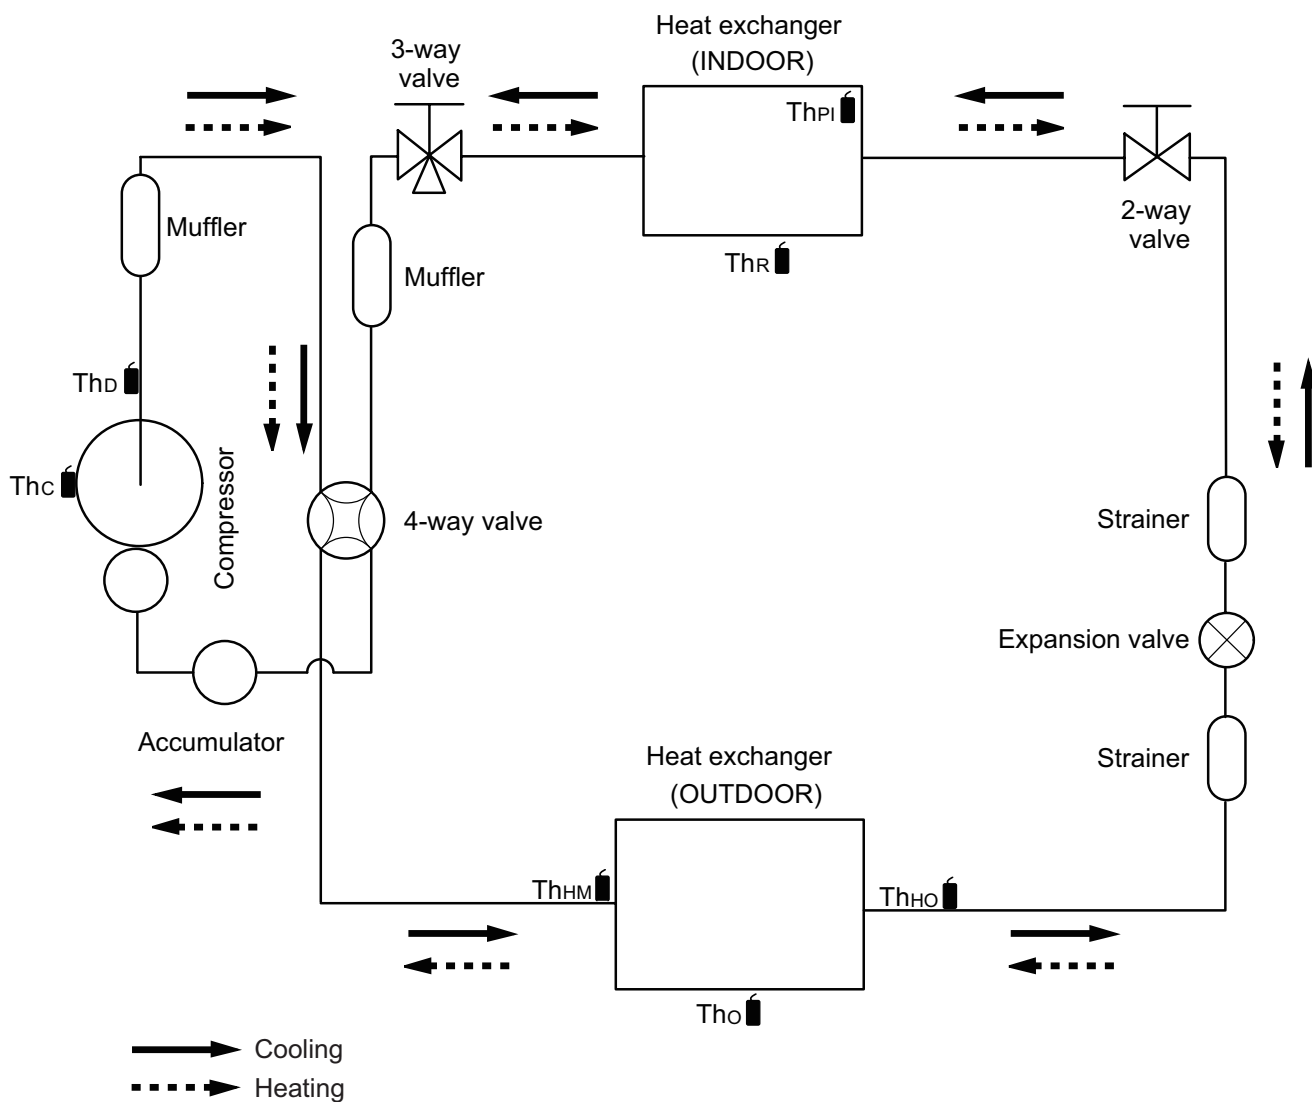 Heat exchanger
(INDOOR)
3-way
valve
ThPI
Muffler
2-way
valve
ThR
Muffler
ThD
ThC
Compressor
4-way valve
Strainer
Expansion valve
Accumulator
Heat exchanger
(OUTDOOR)
Strainer
ThHM
ThHO
ThO
Cooling
Heating